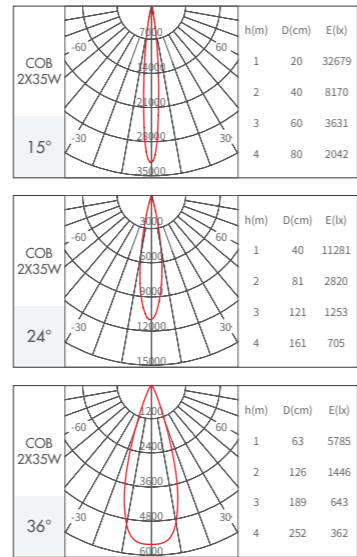 COB
2X35W
15°
-60
60
-30
30
7000
14000
21000
28000
35000
h(m) D(cm) E(lx)
1 20 32679
2 40 8170
3 60 3631
4 80 2042
COB
2X35W
24°
-60
60
-30
30
3000
6000
9000
12000
15000
h(m) D(cm) E(lx)
1 40 11281
2 81 2820
3 121 1253
4 161 705
COB
2X35W
36°
-60
60
-30
30
1200
2400
3600
4800
6000
h(m) D(cm) E(lx)
1 63 5785
2 126 1446
3 189 643
4 252 362